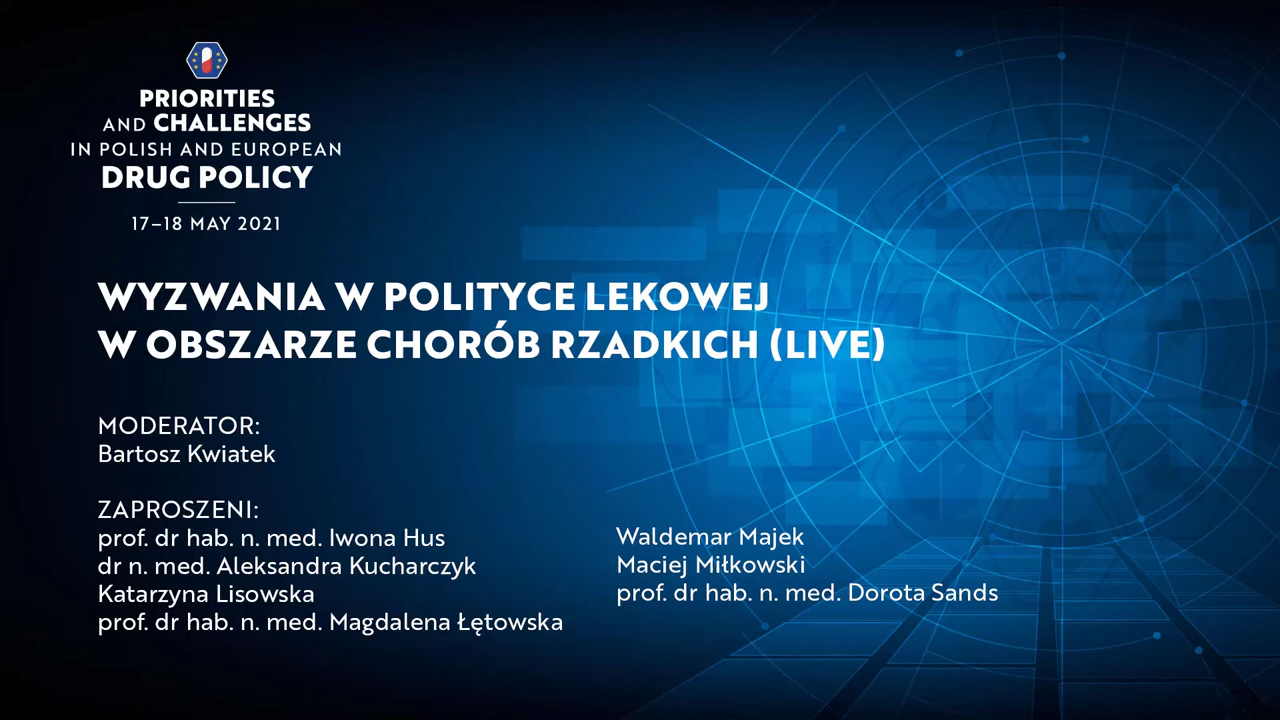 PRIORITIES
AND CHALLENGES
IN POLISH AND EUROPEAN
DRUG POLICY
17–18 MAY 2021
WYZWANIA W POLITYCE LEKOWEJ
W OBSZARZE CHORÓB RZADKICH (LIVE)
MODERATOR:
Bartosz Kwiatek
ZAPROSZENI:
prof. dr hab. n. med. Iwona Hus
dr n. med. Aleksandra Kucharczyk
Katarzyna Lisowska
prof. dr hab. n. med. Magdalena Łętowska
Waldemar Majek
Maciej Miłkowski
prof. dr hab. n. med. Dorota Sands